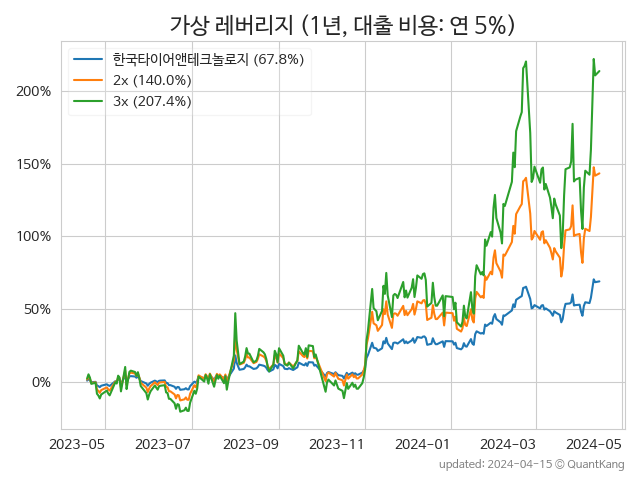 가상 레버리지 (1년, 대출 비용: 연 5%)
한국타이어앤테크놀로지 (67.8%)
2x (140.0%)
3x (207.4%)
200%
150%
100%
50%
0%
2023-05 2023-07 2023-09 2023-11 2024-01 2024-03 2024-05
updated: 2024-04-15 © QuantKang